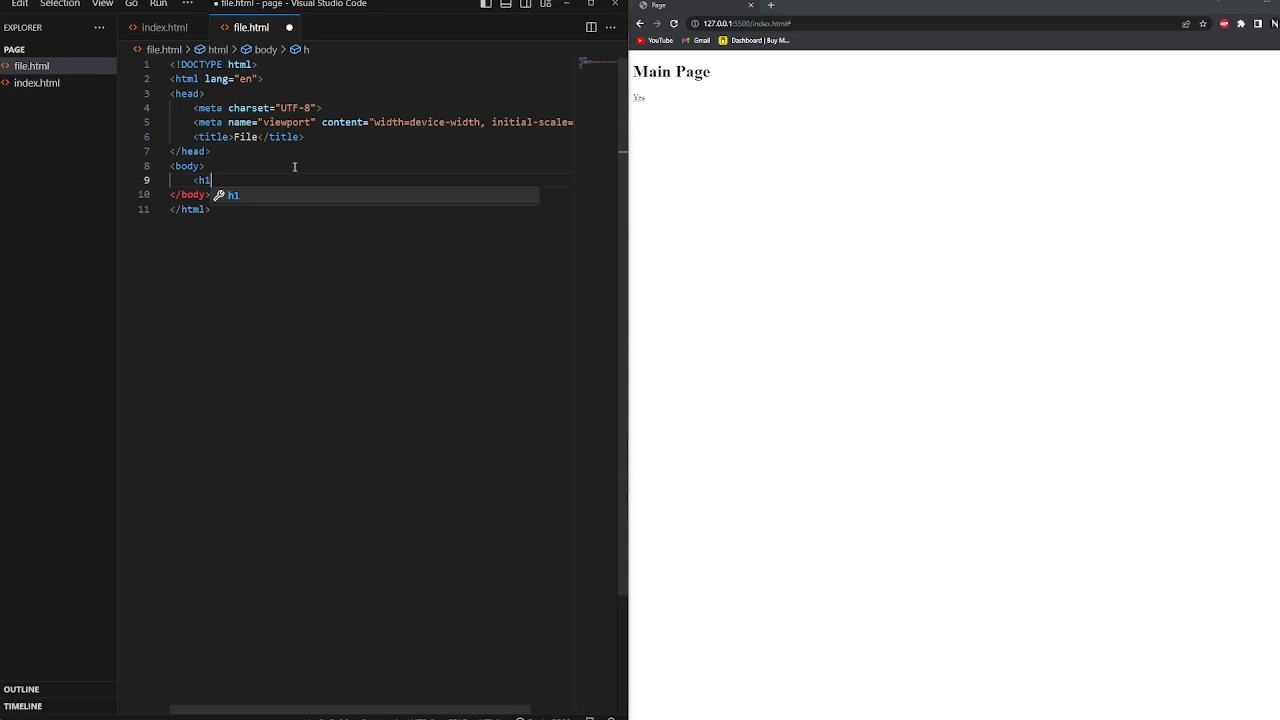 Edit Selection View Go Run ··· file.html - page - Visual Studio Code
EXPLORER ···
PAGE
file.html
index.html
OUTLINE
TIMELINE
index.html file.html
file.html > html > body > h
1 <!DOCTYPE html>
2 <html lang="en">
3 <head>
4 <meta charset="UTF-8">
5 <meta name="viewport" content="width=device-width, initial-scale=
6 <title>File</title>
7 </head>
8 <body>
9 <h1
h1
10 </body>
11 </html>
Page
127.0.0.1:5500/index.html#
YouTube Gmail Dashboard | Buy M...
Main Page
Yes